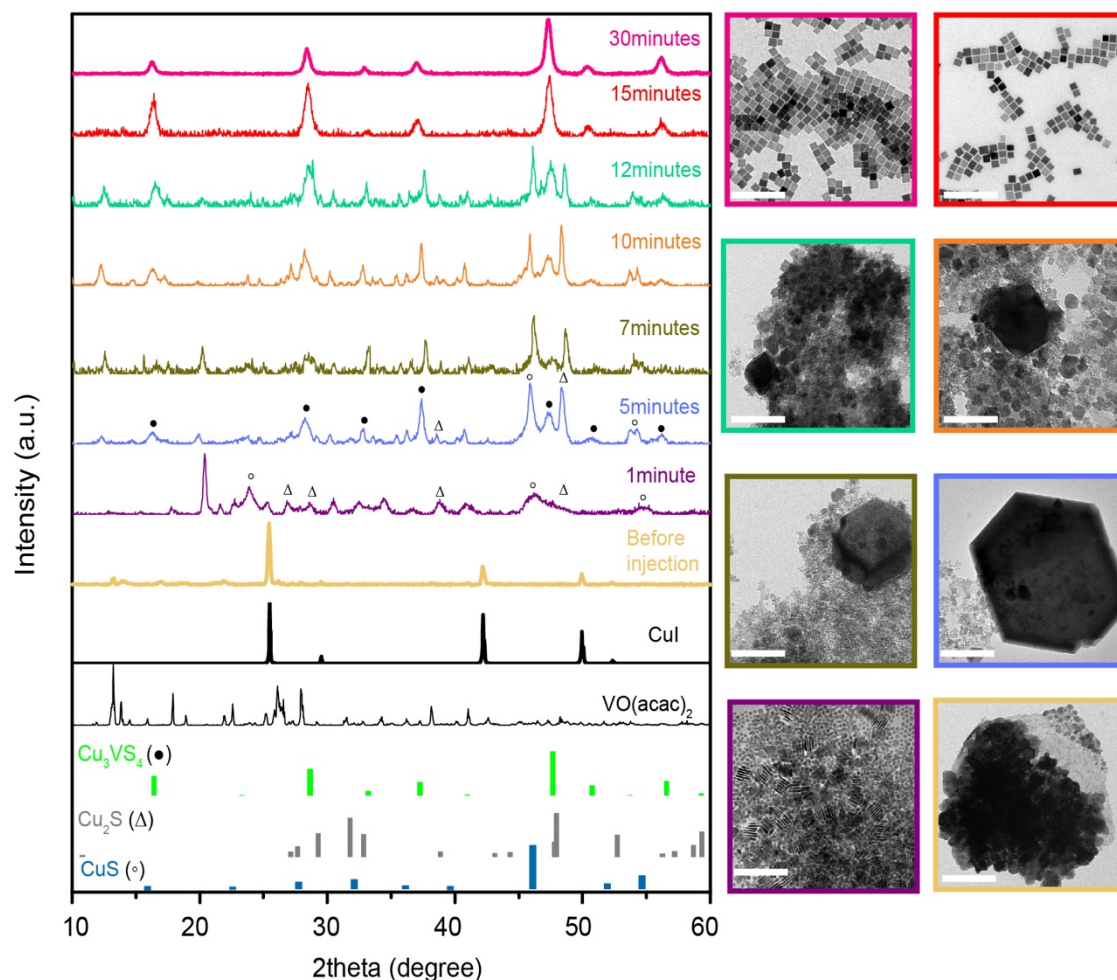 30minutes
15minutes
12minutes
10minutes
7minutes
5minutes
1minute
Before
injection
CuI
VO(acac)₂
Cu₃VS₄ (●)
Cu₂S (Δ)
CuS (○)
10 20 30 40 50 60
2theta (degree)
Intensity (a.u.)